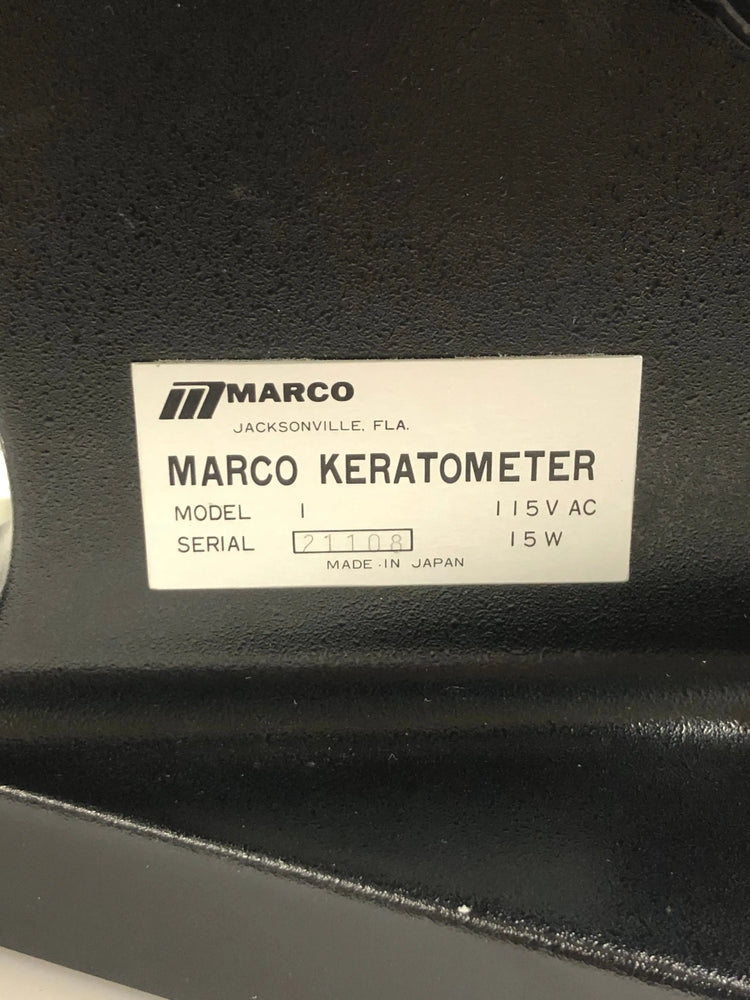 MARCO
JACKSONVILLE, FLA.
MARCO KERATOMETER
MODEL I 115V AC
SERIAL 21108 15W
MADE IN JAPAN